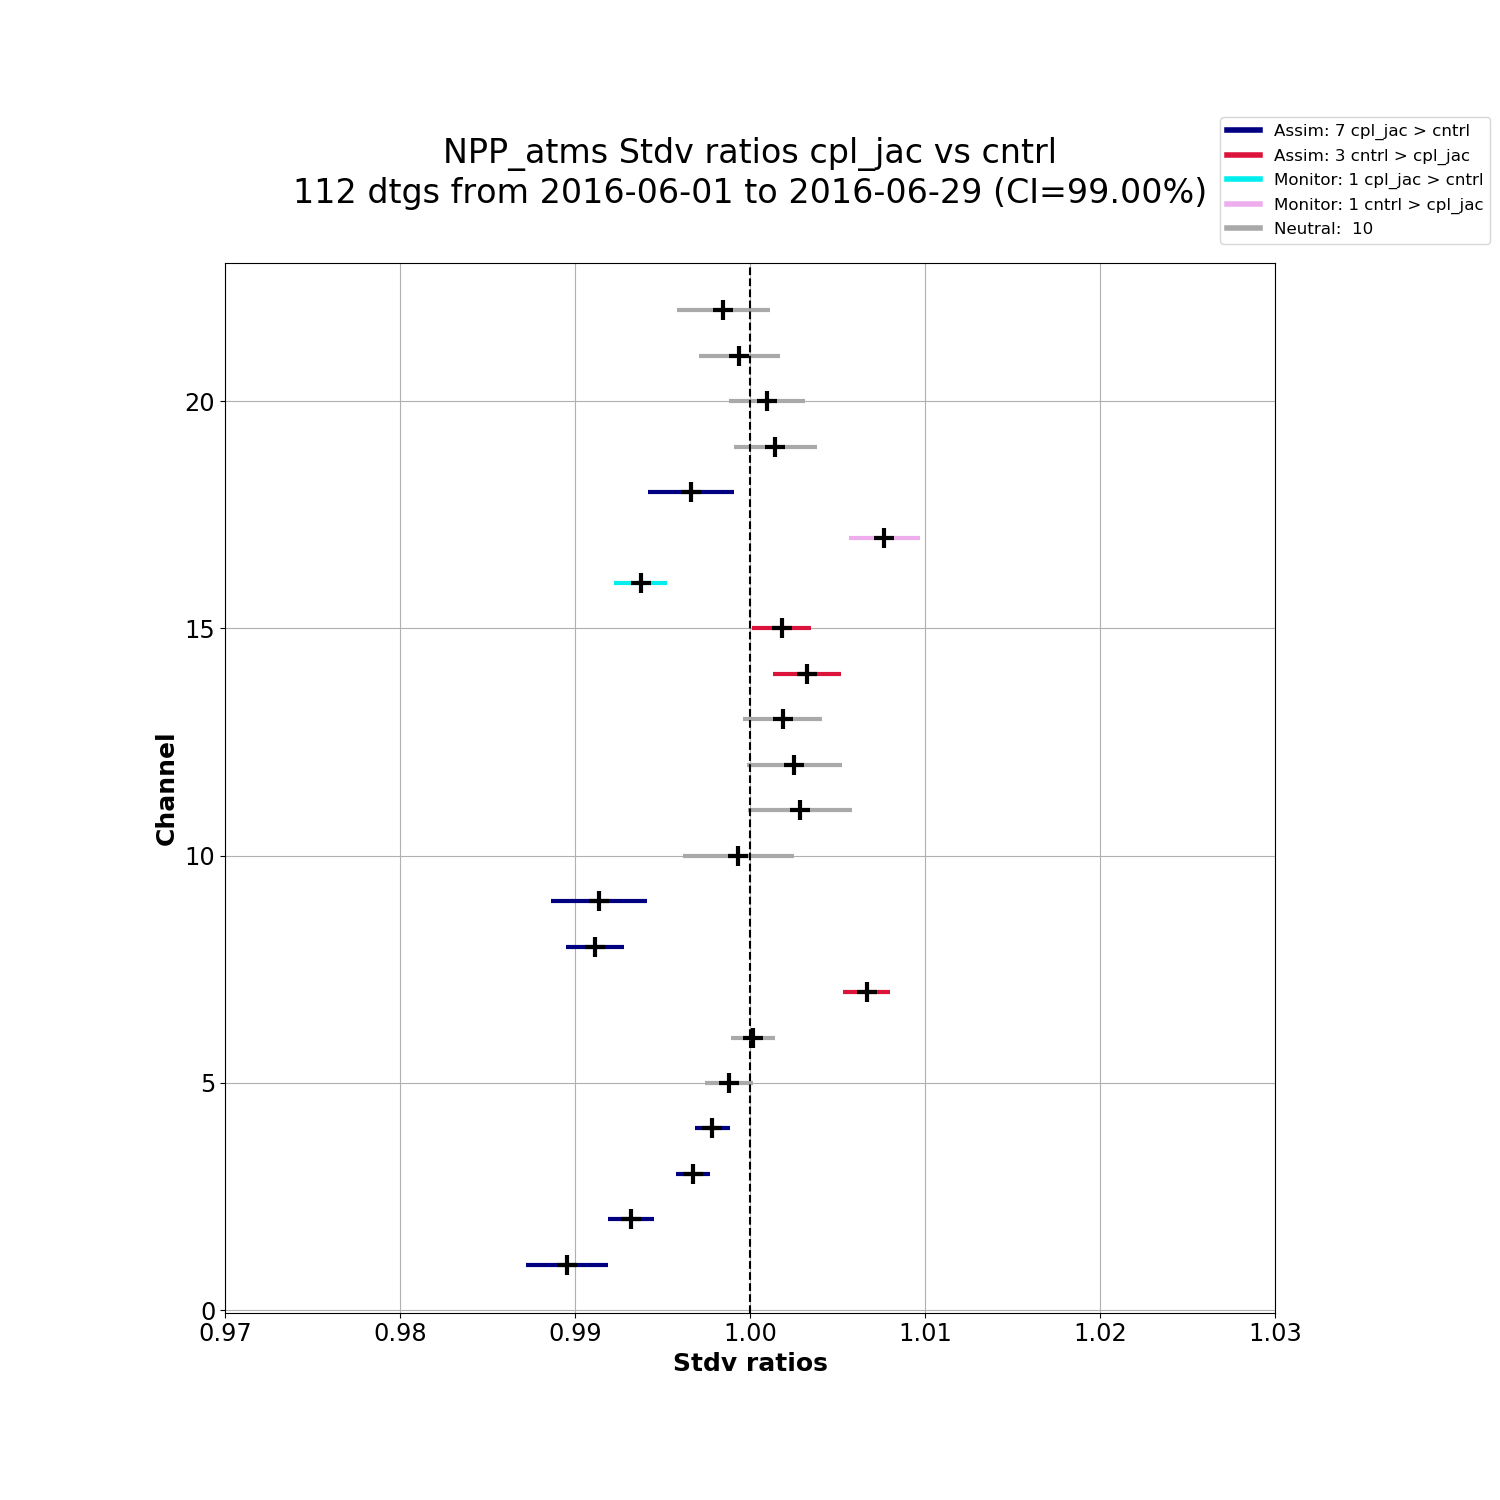 NPP_atms Stdv ratios cpl_jac vs cntrl
112 dtgs from 2016-06-01 to 2016-06-29 (CI=99.00%)
Assim: 7 cpl_jac > cntrl
Assim: 3 cntrl > cpl_jac
Monitor: 1 cpl_jac > cntrl
Monitor: 1 cntrl > cpl_jac
Neutral:  10
20
15
10
5
0
Channel
0.97 0.98 0.99 1.00 1.01 1.02 1.03
Stdv ratios